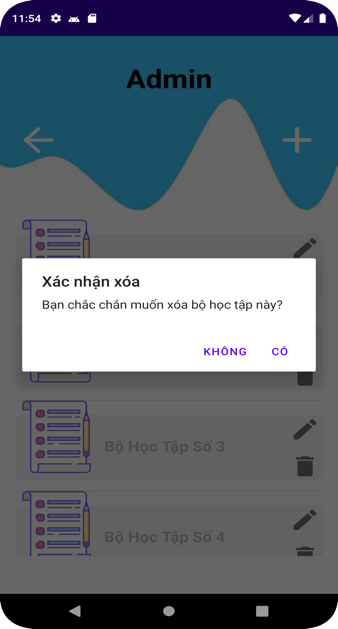 11:54
Admin
Xác nhận xóa
Bạn chắc chắn muốn xóa bộ học tập này?
KHÔNG CÓ
Bộ Học Tập Số 3
Bộ Học Tập Số 4